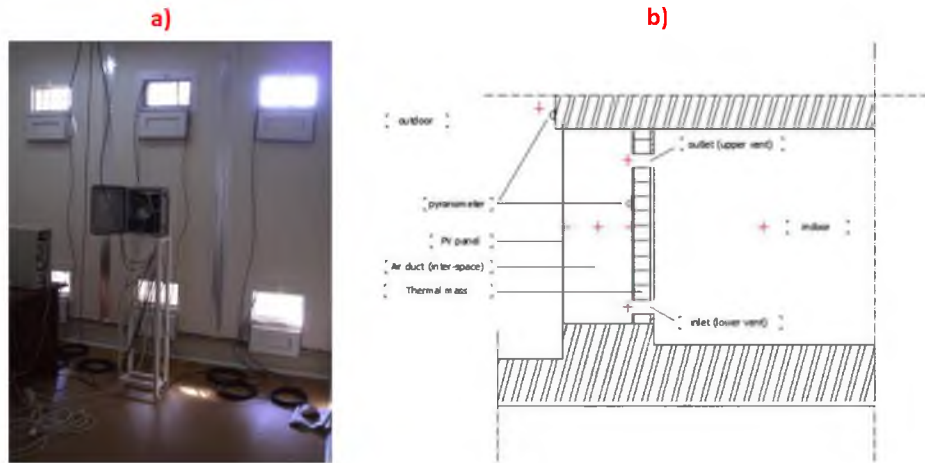 a)
b)
outdoor
outlet (upper vent)
pyranometer
PV panel
indoor
Air duct (inter-space)
Thermal mass
inlet (lower vent)